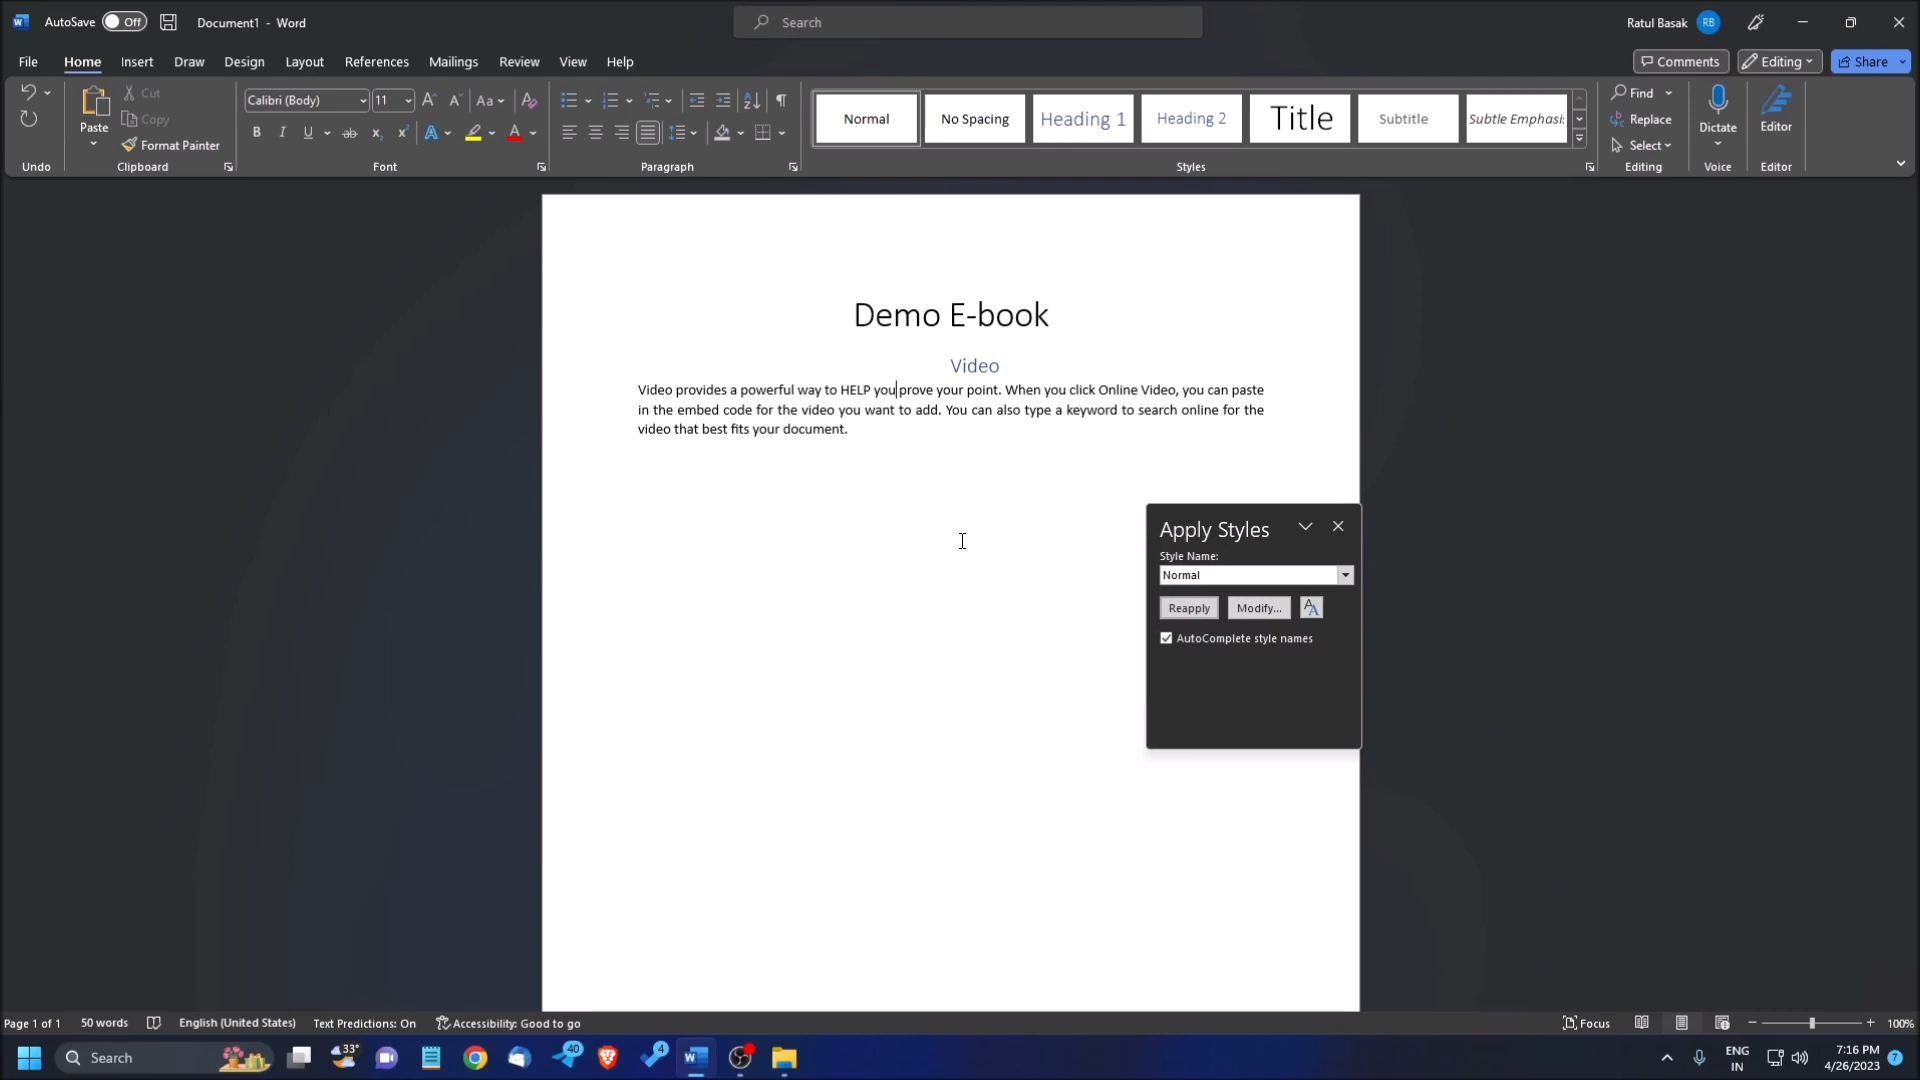 AutoSave Off Document1 - Word Search Ratul Basak RB
File Home Insert Draw Design Layout References Mailings Review View Help Comments Editing Share
Calibri (Body) 11 Aa
Cut
Copy
Format Painter
Paste
B I U ab x₂ x² A A
Normal No Spacing Heading 1 Heading 2 Title Subtitle Subtle Emphasi
Find
Replace
Select
Dictate Editor
Undo Clipboard Font Paragraph Styles Editing Voice Editor
Demo E-book
Video
Video provides a powerful way to HELP you prove your point. When you click Online Video, you can paste
in the embed code for the video you want to add. You can also type a keyword to search online for the
video that best fits your document.
Apply Styles
Style Name:
Normal
Reapply Modify...
AutoComplete style names
Page 1 of 1 50 words English (United States) Text Predictions: On Accessibility: Good to go Focus 100%
Search 33° 40 4 ENG
IN
7:16 PM
4/26/2023 7